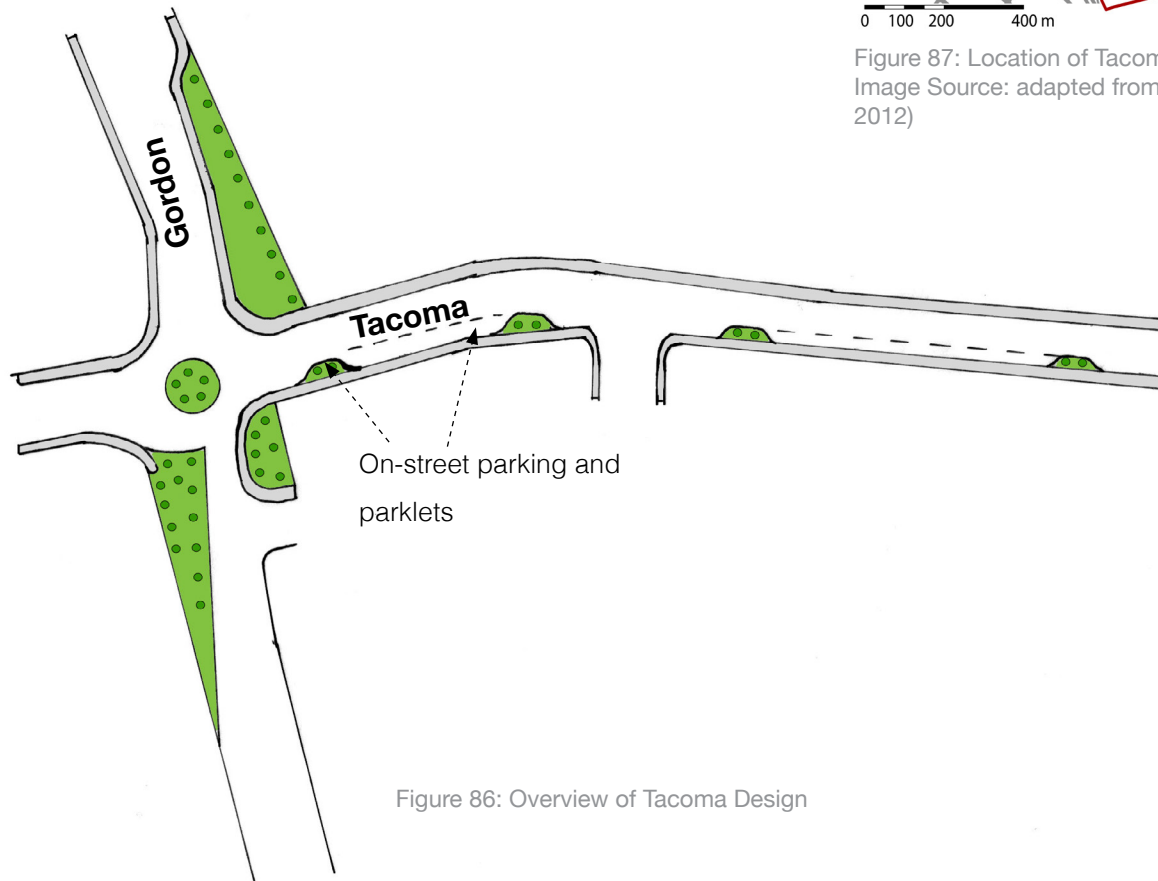 0 100 200 400 m
Figure 87: Location of Tacom
Image Source: adapted from
2012)
Gordon
Tacoma
On-street parking and
parklets
Figure 86: Overview of Tacoma Design